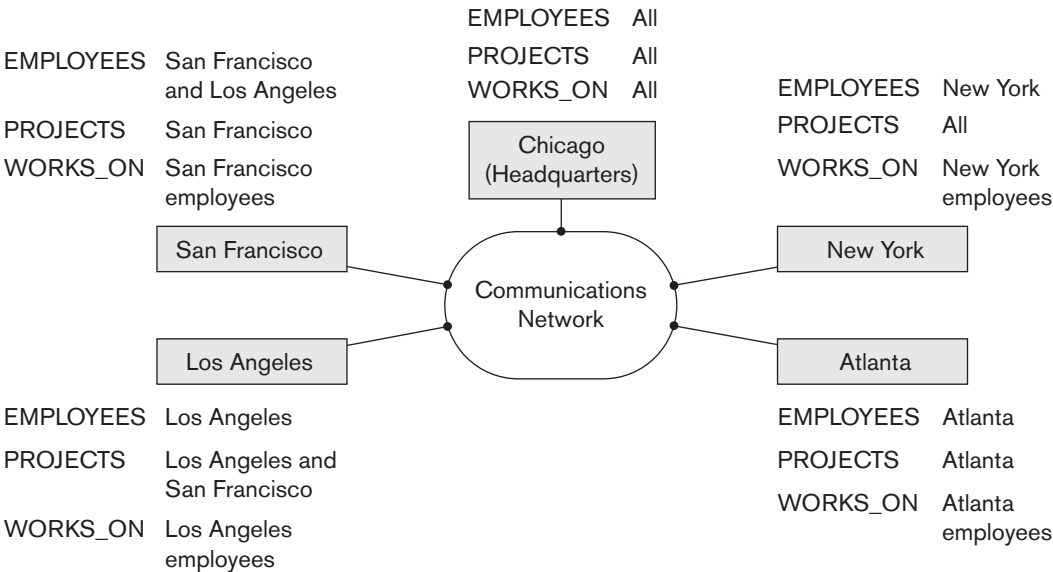 EMPLOYEES All
PROJECTS All
WORKS_ON All
EMPLOYEES San Francisco
and Los Angeles
PROJECTS San Francisco
WORKS_ON San Francisco
employees
EMPLOYEES New York
PROJECTS All
WORKS_ON New York
employees
Chicago
(Headquarters)
San Francisco
New York
Communications
Network
Los Angeles
Atlanta
EMPLOYEES Los Angeles
PROJECTS Los Angeles and
San Francisco
WORKS_ON Los Angeles
employees
EMPLOYEES Atlanta
PROJECTS Atlanta
WORKS_ON Atlanta
employees